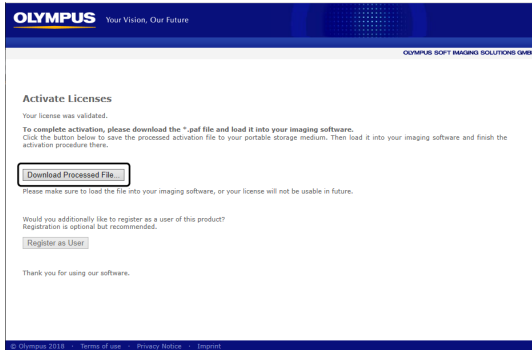 OLYMPUS Your Vision, Our Future
OLYMPUS SOFT IMAGING SOLUTIONS GMB
Activate Licenses
Your license was validated.
To complete activation, please download the *.paf file and load it into your imaging software.
Click the button below to save the processed activation file to your portable storage medium. Then load it into your imaging software and finish the
activation procedure there.
Download Processed File...
Please make sure to load the file into your imaging software, or your license will not be usable in future.
Would you additionally like to register as a user of this product?
Registration is optional but recommended.
Register as User
Thank you for using our software.
© Olympus 2018 · Terms of use · Privacy Notice · Imprint